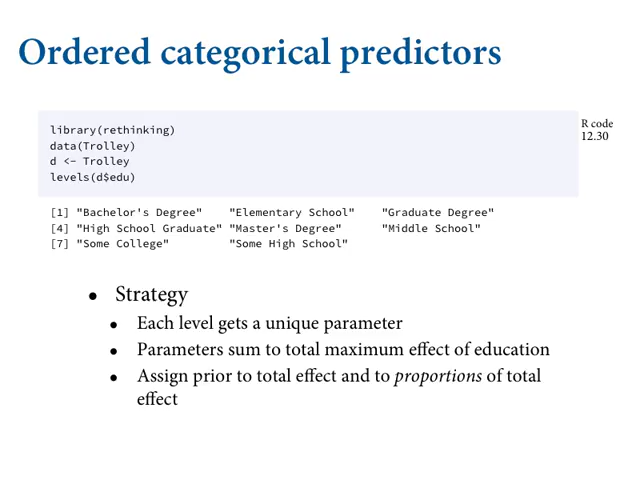 Ordered categorical predictors
library(rethinking)
data(Trolley)
d <- Trolley
levels(d$edu)
R code
12.30
[1] "Bachelor's Degree" "Elementary School" "Graduate Degree"
[4] "High School Graduate" "Master's Degree" "Middle School"
[7] "Some College" "Some High School"
• Strategy
• Each level gets a unique parameter
• Parameters sum to total maximum effect of education
• Assign prior to total effect and to proportions of total
effect